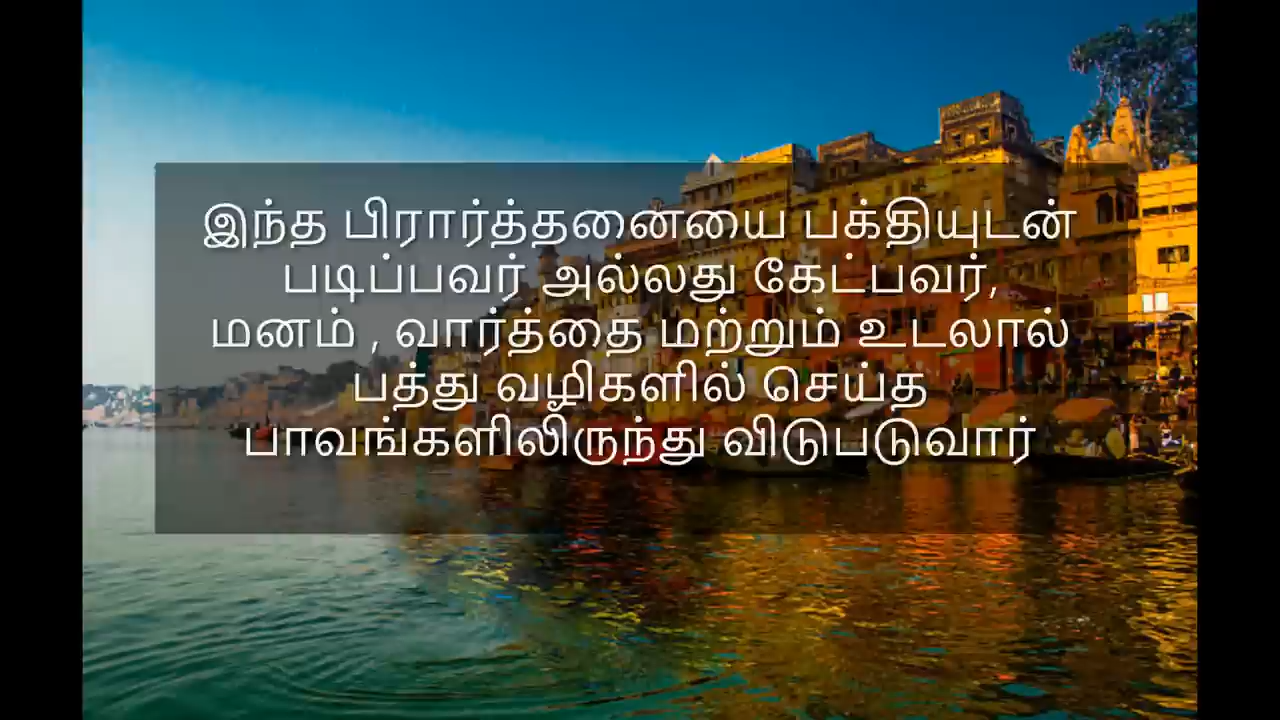 இந்த பிரார்த்தனையை பக்தியுடன்
படிப்பவர் அல்லது கேட்பவர்,
மனம் , வார்த்தை மற்றும் உடலால்
பத்து வழிகளில் செய்த
பாவங்களிலிருந்து விடுபடுவார்